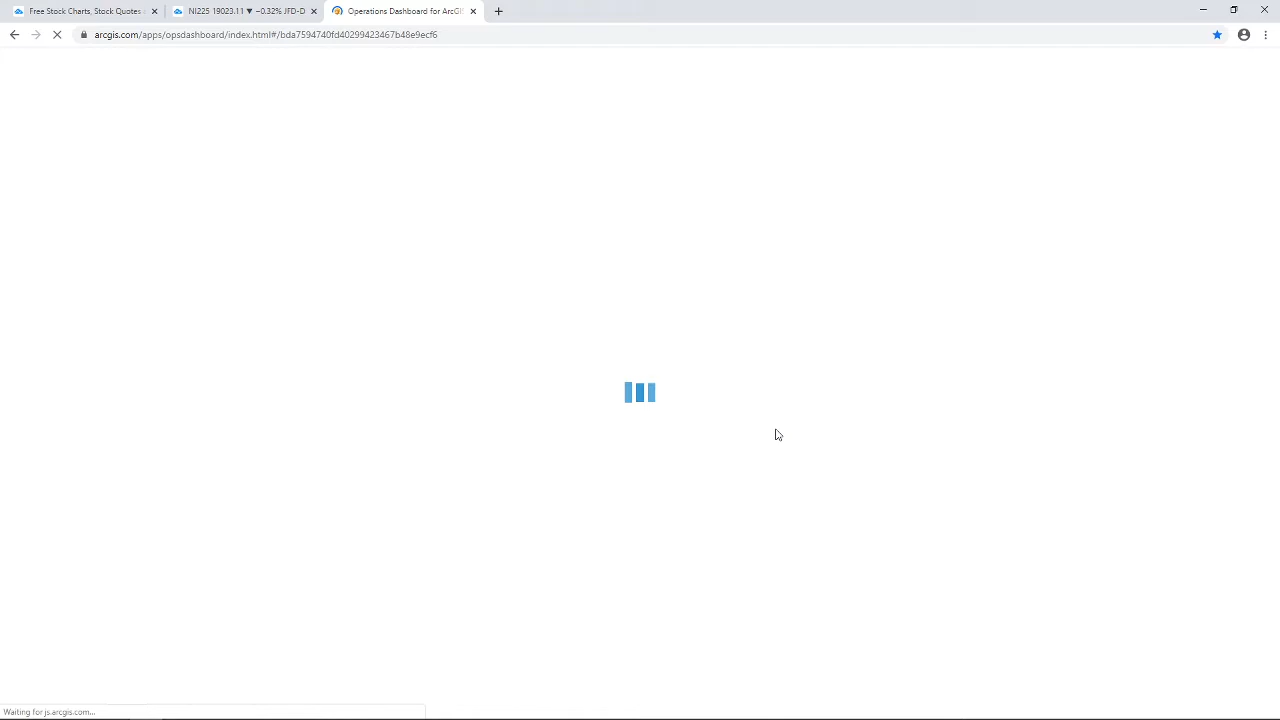 Free Stock Charts, Stock Quotes
NI225 19023.11 ▼ −0.32% JFD-D
Operations Dashboard for ArcGIS
arcgis.com/apps/opsdashboard/index.html#/bda7594740fd40299423467b48e9ecf6
Waiting for js.arcgis.com...